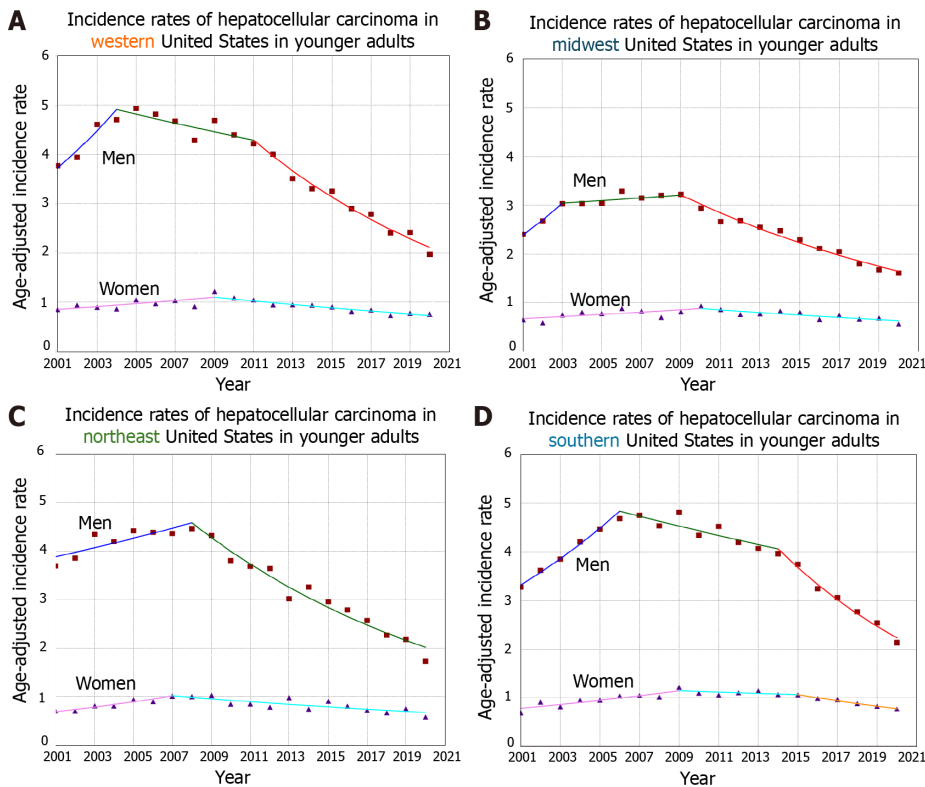 A
Incidence rates of hepatocellular carcinoma in
western United States in younger adults
Age-adjusted incidence rate
6
5
4
3
2
1
0
Men
Women
2001 2003 2005 2007 2009 2011 2013 2015 2017 2019 2021
Year
B
Incidence rates of hepatocellular carcinoma in
midwest United States in younger adults
Age-adjusted incidence rate
6
5
4
3
2
1
0
Men
Women
2001 2003 2005 2007 2009 2011 2013 2015 2017 2019 2021
Year
C
Incidence rates of hepatocellular carcinoma in
northeast United States in younger adults
Age-adjusted incidence rate
6
5
4
3
2
1
0
Men
Women
2001 2003 2005 2007 2009 2011 2013 2015 2017 2019 2021
Year
D
Incidence rates of hepatocellular carcinoma in
southern United States in younger adults
Age-adjusted incidence rate
6
5
4
3
2
1
0
Men
Women
2001 2003 2005 2007 2009 2011 2013 2015 2017 2019 2021
Year